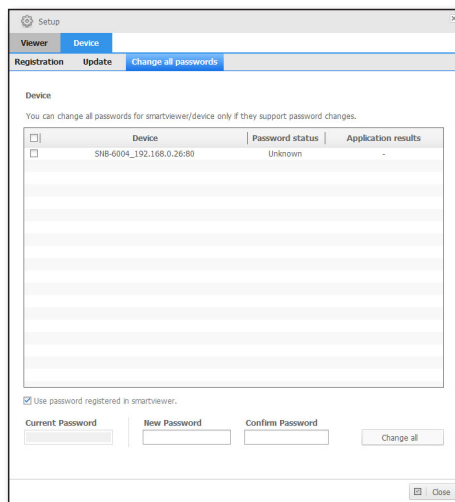 Setup
Viewer Device
Registration Update Change all passwords
Device
You can change all passwords for smartviewer/device only if they support password changes.
Device Password status Application results
SNB-6004_192.168.0.26:80 Unknown -
Use password registered in smartviewer.
Current Password New Password Confirm Password
Change all
Close